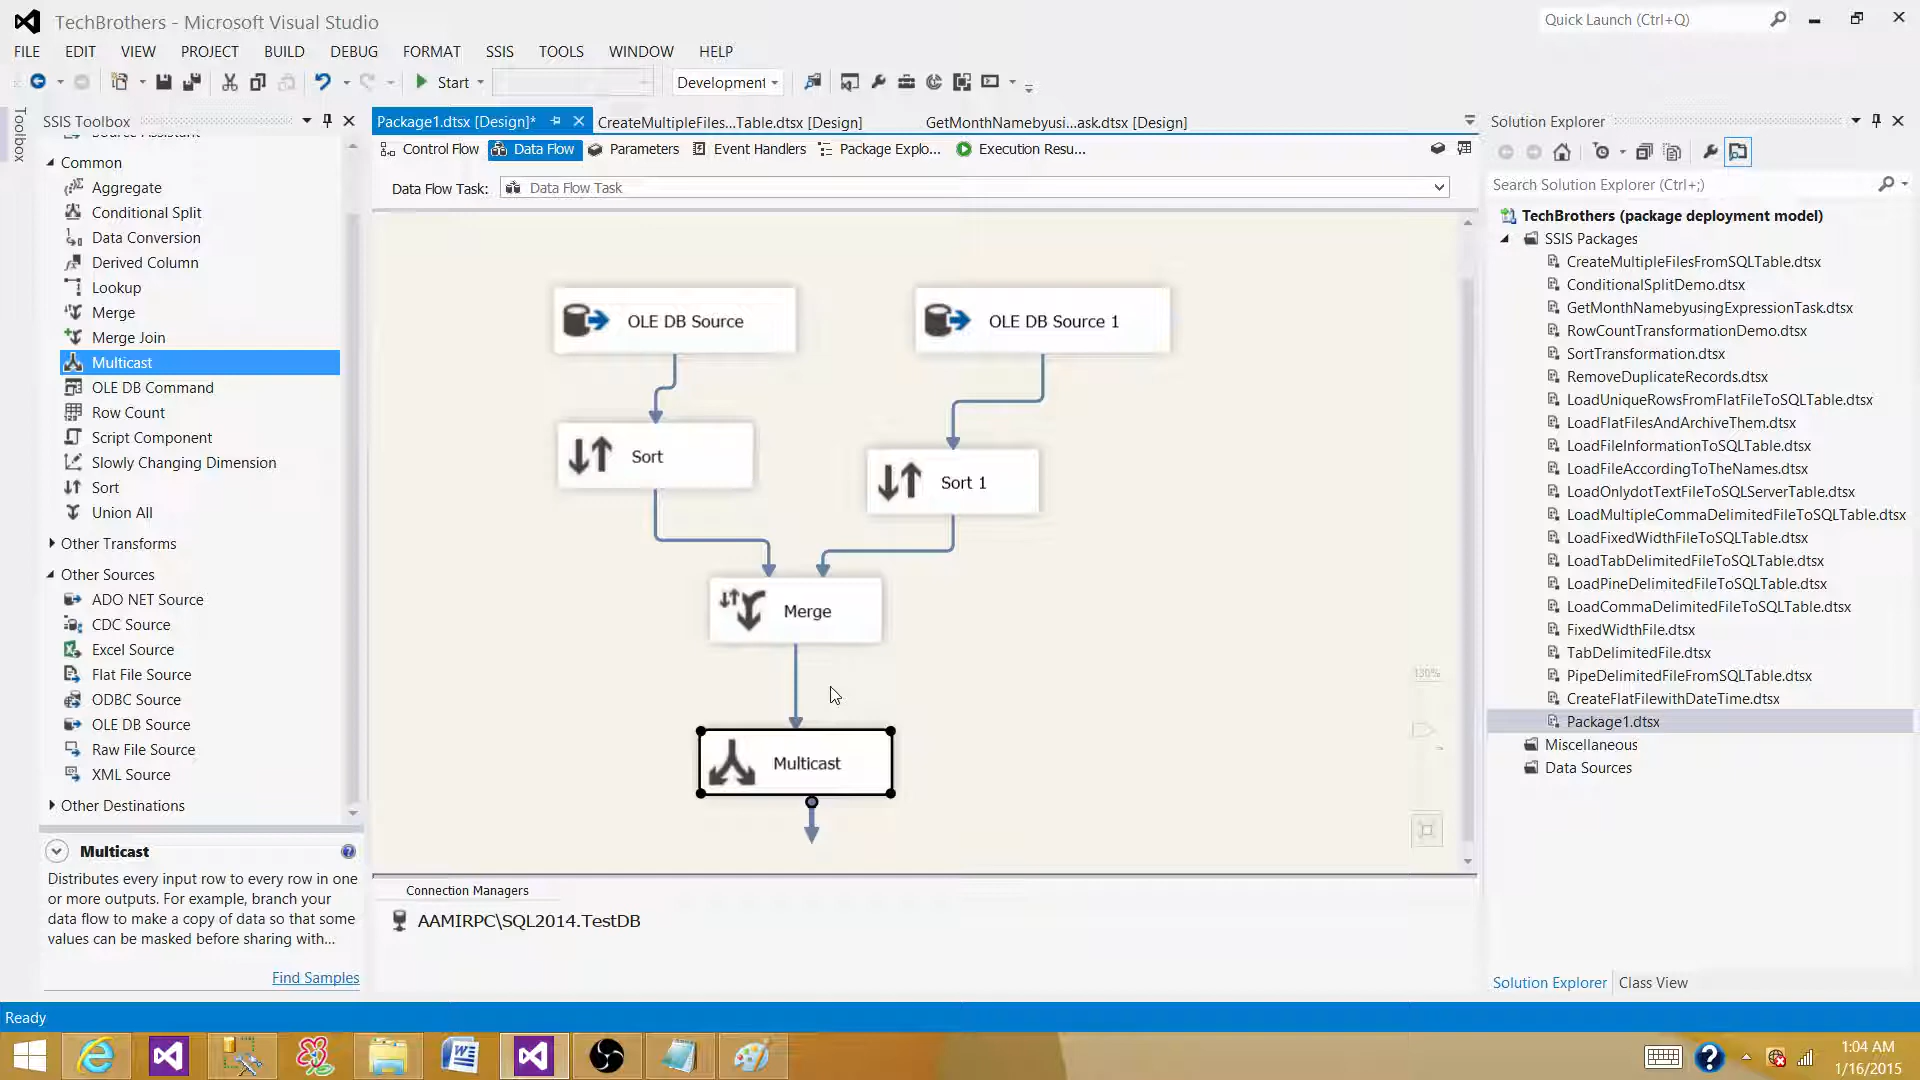 TechBrothers - Microsoft Visual Studio
Quick Launch (Ctrl+Q)
FILE EDIT VIEW PROJECT BUILD DEBUG FORMAT SSIS TOOLS WINDOW HELP
Start
Development
Toolbox
SSIS Toolbox
Source Assistant
Common
Aggregate
Conditional Split
Data Conversion
Derived Column
Lookup
Merge
Merge Join
Multicast
OLE DB Command
Row Count
Script Component
Slowly Changing Dimension
Sort
Union All
Other Transforms
Other Sources
ADO NET Source
CDC Source
Excel Source
Flat File Source
ODBC Source
OLE DB Source
Raw File Source
XML Source
Other Destinations
Multicast
Distributes every input row to every row in one
or more outputs. For example, branch your
data flow to make a copy of data so that some
values can be masked before sharing with...
Find Samples
Package1.dtsx [Design]*
CreateMultipleFiles...Table.dtsx [Design]
GetMonthNamebyusi...ask.dtsx [Design]
Control Flow
Data Flow
Parameters
Event Handlers
Package Explo...
Execution Resu...
Data Flow Task:
Data Flow Task
OLE DB Source
OLE DB Source 1
Sort
Sort 1
Merge
Multicast
130%
Connection Managers
AAMIRPC\SQL2014.TestDB
Solution Explorer
Search Solution Explorer (Ctrl+;)
TechBrothers (package deployment model)
SSIS Packages
CreateMultipleFilesFromSQLTable.dtsx
ConditionalSplitDemo.dtsx
GetMonthNamebyusingExpressionTask.dtsx
RowCountTransformationDemo.dtsx
SortTransformation.dtsx
RemoveDuplicateRecords.dtsx
LoadUniqueRowsFromFlatFileToSQLTable.dtsx
LoadFlatFilesAndArchiveThem.dtsx
LoadFileInformationToSQLTable.dtsx
LoadFileAccordingToTheNames.dtsx
LoadOnlydotTextFileToSQLServerTable.dtsx
LoadMultipleCommaDelimitedFileToSQLTable.dtsx
LoadFixedWidthFileToSQLTable.dtsx
LoadTabDelimitedFileToSQLTable.dtsx
LoadPineDelimitedFileToSQLTable.dtsx
LoadCommaDelimitedFileToSQLTable.dtsx
FixedWidthFile.dtsx
TabDelimitedFile.dtsx
PipeDelimitedFileFromSQLTable.dtsx
CreateFlatFilewithDateTime.dtsx
Package1.dtsx
Miscellaneous
Data Sources
Solution Explorer
Class View
Ready
1:04 AM
1/16/2015